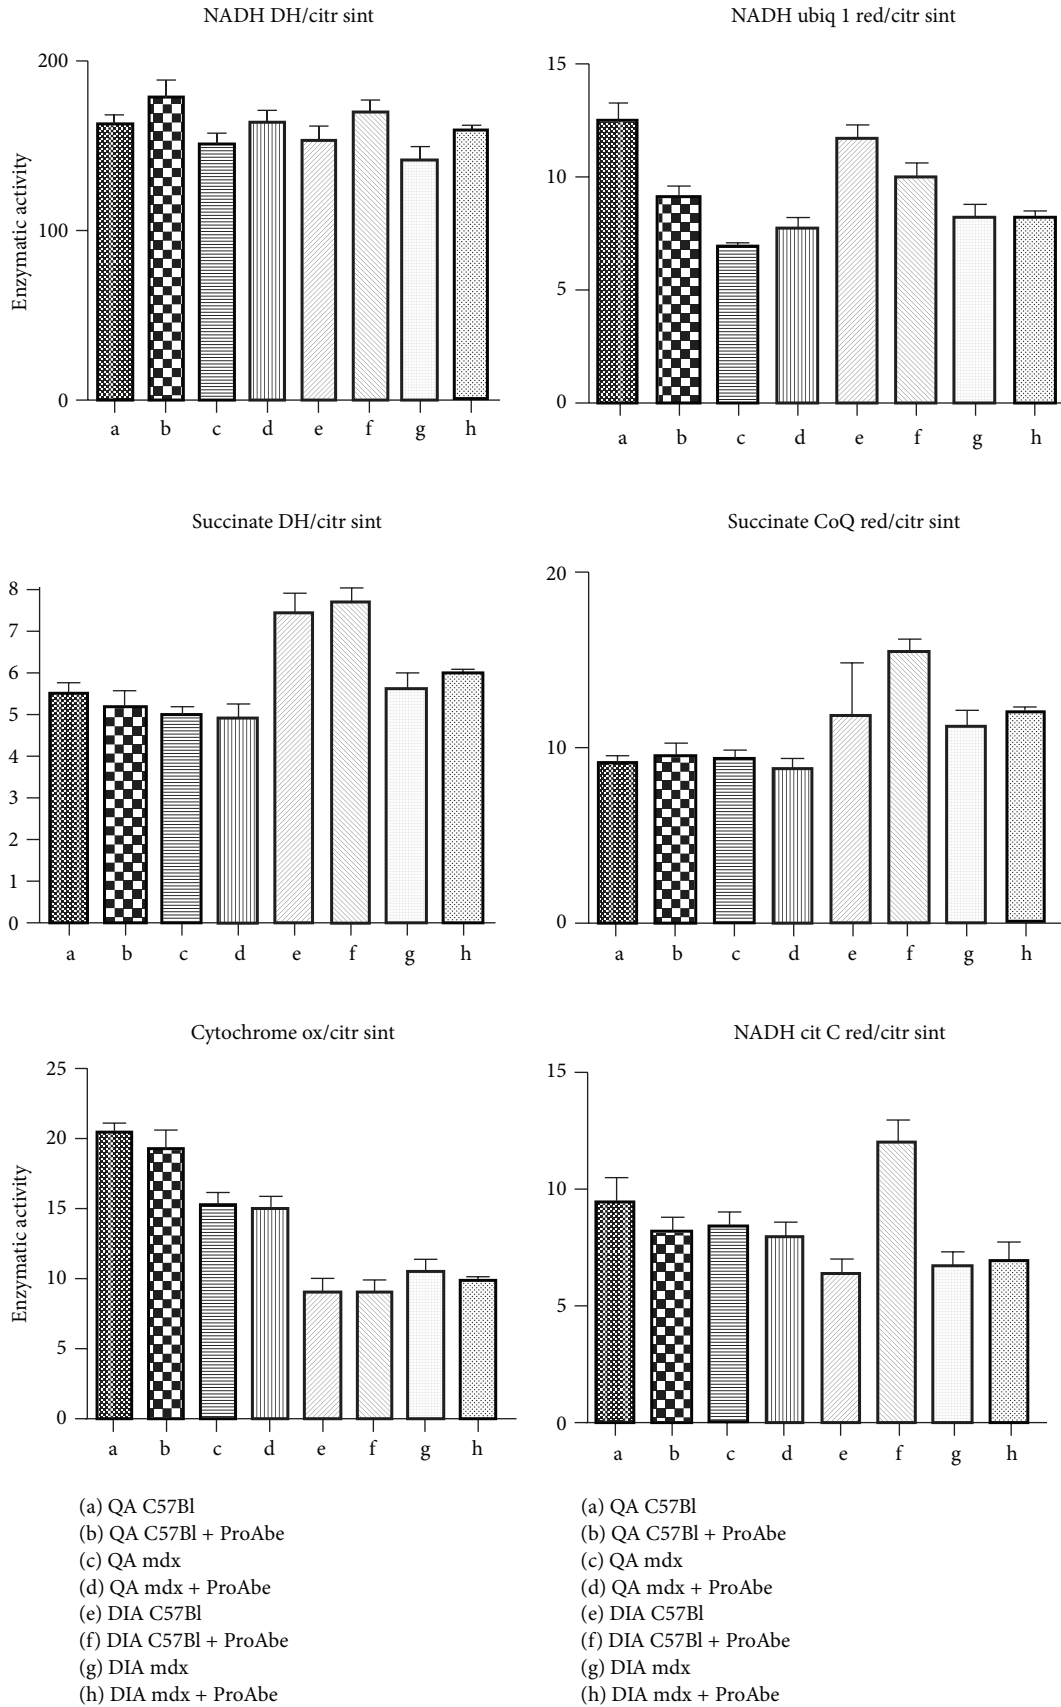 NADH DH/citr sint
200
100
0
Enzymatic activity
a b c d e f g h
NADH ubiq 1 red/citr sint
15
10
5
0
a b c d e f g h
Succinate DH/citr sint
8
7
6
5
4
3
2
1
0
a b c d e f g h
Succinate CoQ red/citr sint
20
10
0
a b c d e f g h
Cytochrome ox/citr sint
25
20
15
10
5
0
Enzymatic activity
a b c d e f g h
NADH cit C red/citr sint
15
10
5
0
a b c d e f g h
(a) QA C57Bl
(b) QA C57Bl + ProAbe
(c) QA mdx
(d) QA mdx + ProAbe
(e) DIA C57Bl
(f) DIA C57Bl + ProAbe
(g) DIA mdx
(h) DIA mdx + ProAbe
(a) QA C57Bl
(b) QA C57Bl + ProAbe
(c) QA mdx
(d) QA mdx + ProAbe
(e) DIA C57Bl
(f) DIA C57Bl + ProAbe
(g) DIA mdx
(h) DIA mdx + ProAbe